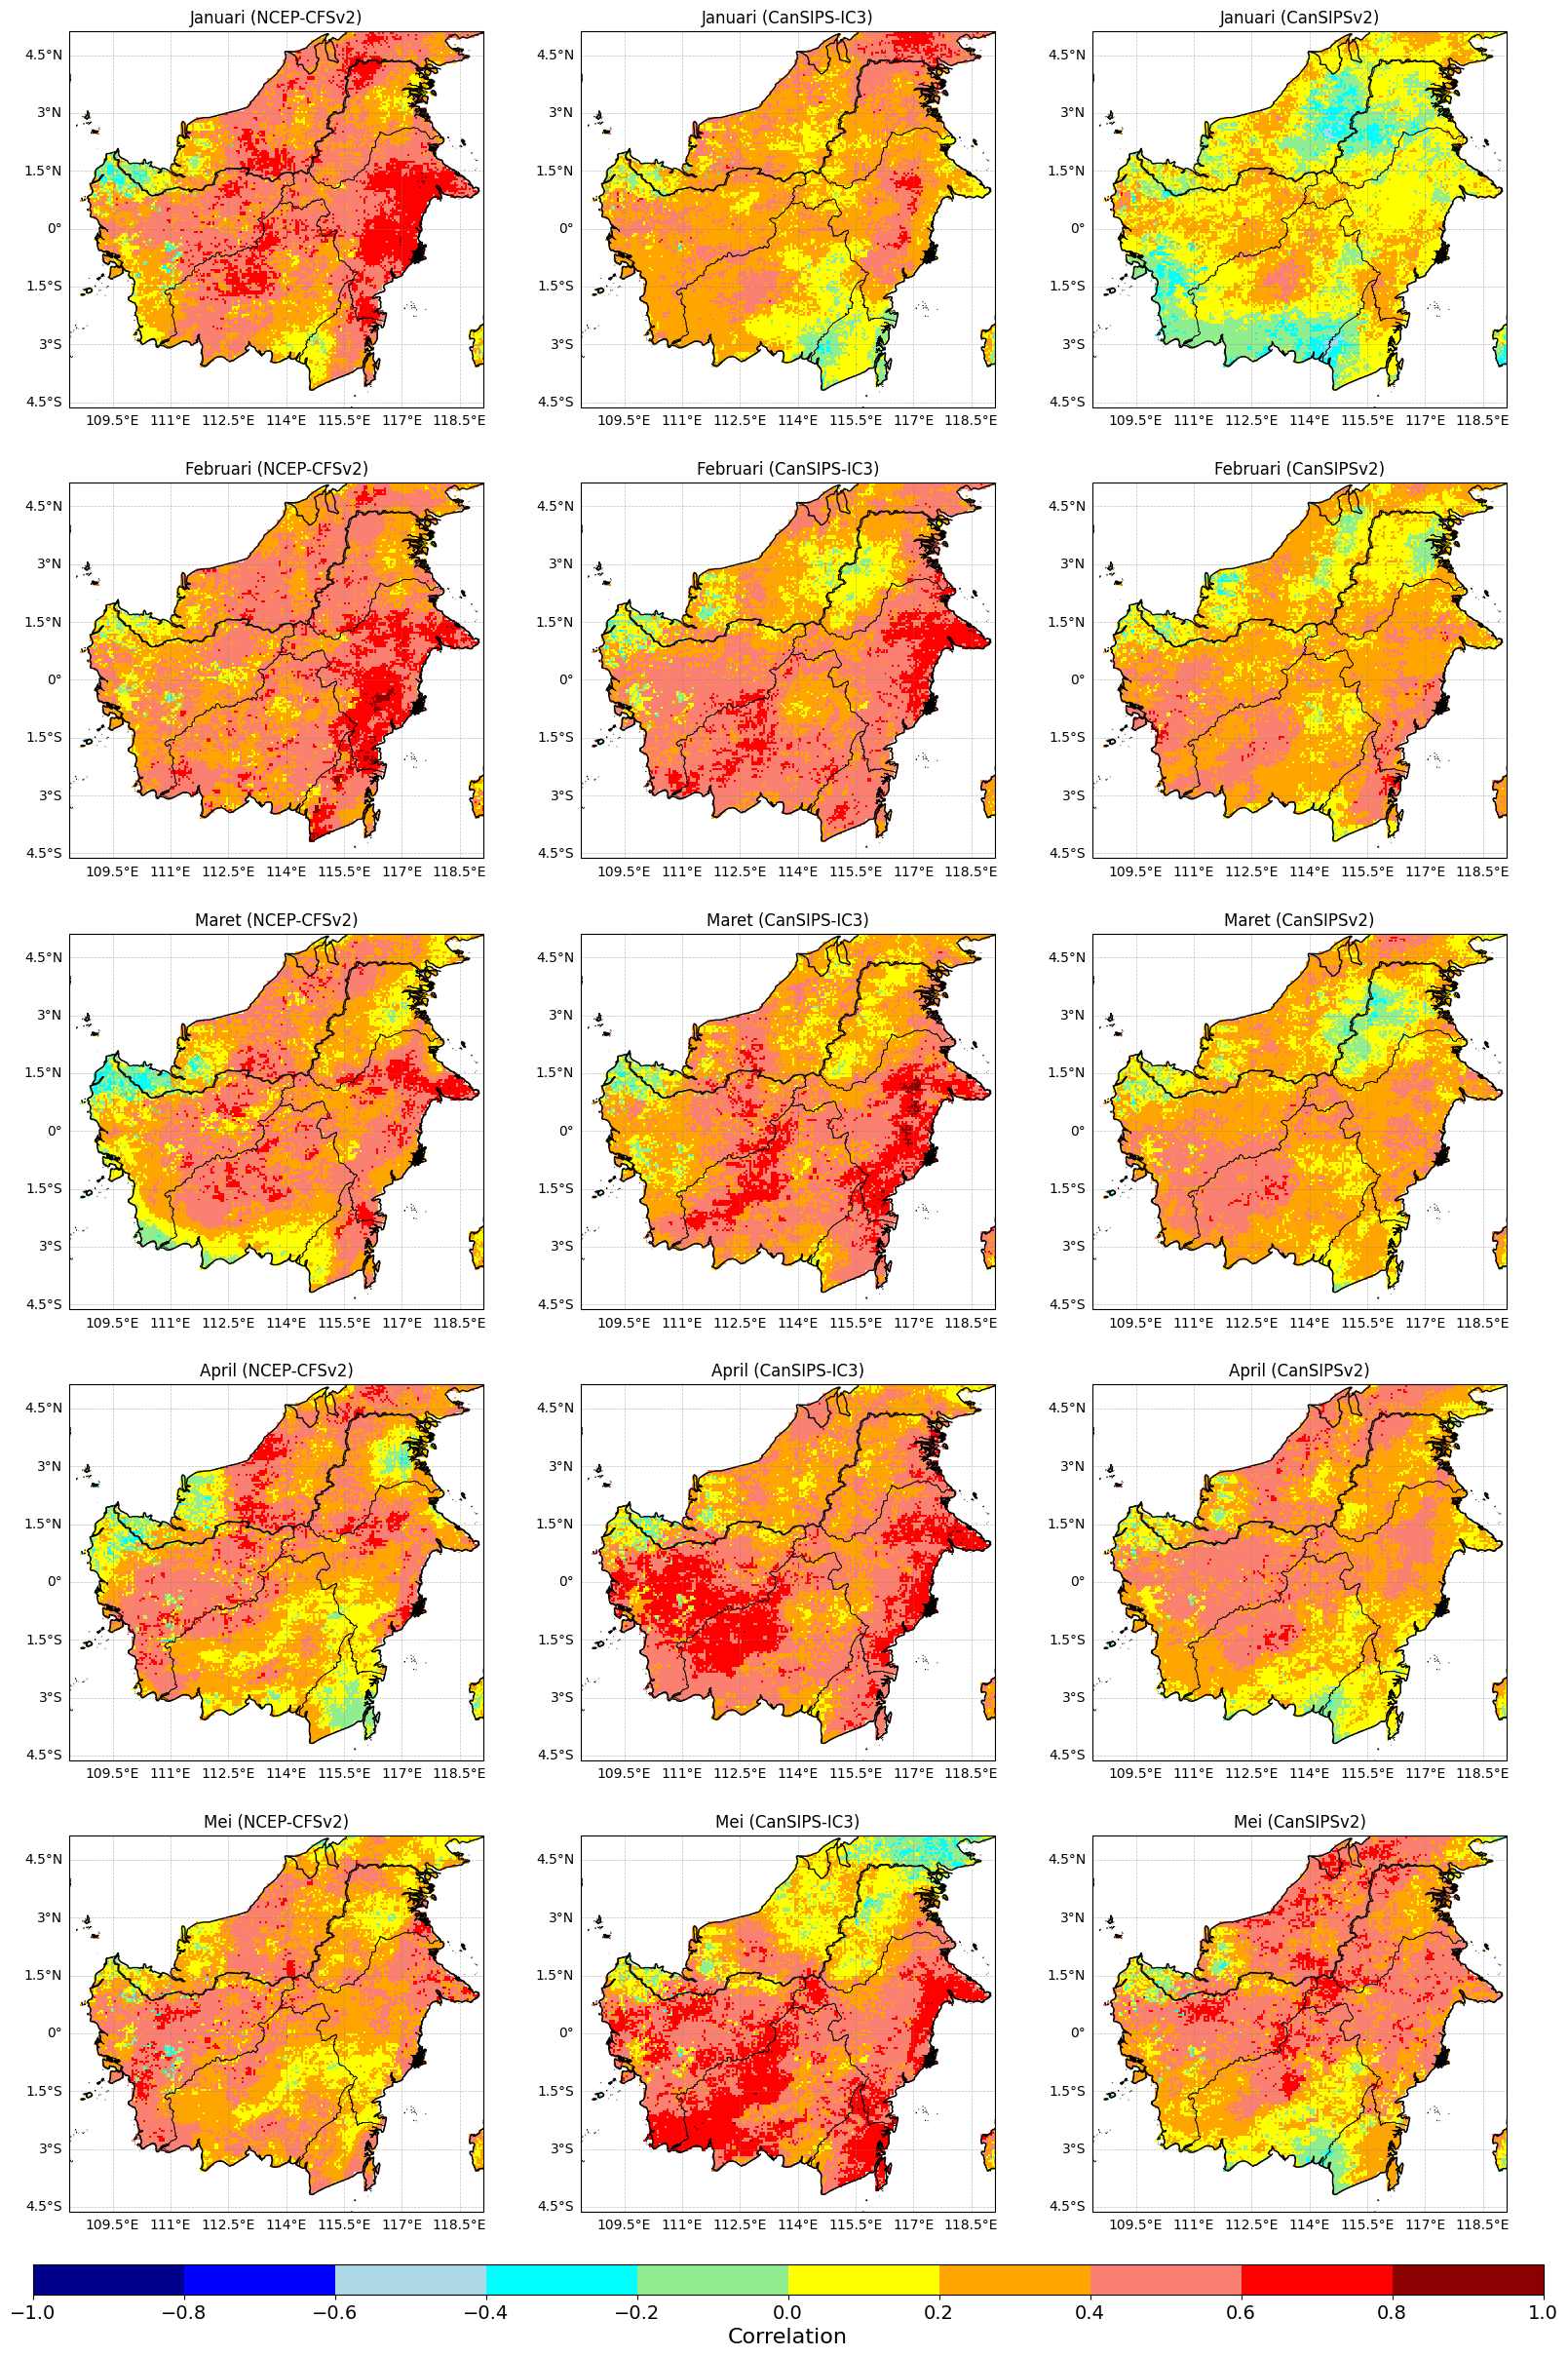 Januari (NCEP-CFSv2)
Januari (CanSIPS-IC3)
Januari (CanSIPSv2)
4.5°N
3°N
1.5°N
0°
1.5°S
3°S
4.5°S
4.5°N
3°N
1.5°N
0°
1.5°S
3°S
4.5°S
4.5°N
3°N
1.5°N
0°
1.5°S
3°S
4.5°S
109.5°E 111°E 112.5°E 114°E 115.5°E 117°E 118.5°E
109.5°E 111°E 112.5°E 114°E 115.5°E 117°E 118.5°E
109.5°E 111°E 112.5°E 114°E 115.5°E 117°E 118.5°E
Februari (NCEP-CFSv2)
Februari (CanSIPS-IC3)
Februari (CanSIPSv2)
4.5°N
3°N
1.5°N
0°
1.5°S
3°S
4.5°S
4.5°N
3°N
1.5°N
0°
1.5°S
3°S
4.5°S
4.5°N
3°N
1.5°N
0°
1.5°S
3°S
4.5°S
109.5°E 111°E 112.5°E 114°E 115.5°E 117°E 118.5°E
109.5°E 111°E 112.5°E 114°E 115.5°E 117°E 118.5°E
109.5°E 111°E 112.5°E 114°E 115.5°E 117°E 118.5°E
Maret (NCEP-CFSv2)
Maret (CanSIPS-IC3)
Maret (CanSIPSv2)
4.5°N
3°N
1.5°N
0°
1.5°S
3°S
4.5°S
4.5°N
3°N
1.5°N
0°
1.5°S
3°S
4.5°S
4.5°N
3°N
1.5°N
0°
1.5°S
3°S
4.5°S
109.5°E 111°E 112.5°E 114°E 115.5°E 117°E 118.5°E
109.5°E 111°E 112.5°E 114°E 115.5°E 117°E 118.5°E
109.5°E 111°E 112.5°E 114°E 115.5°E 117°E 118.5°E
April (NCEP-CFSv2)
April (CanSIPS-IC3)
April (CanSIPSv2)
4.5°N
3°N
1.5°N
0°
1.5°S
3°S
4.5°S
4.5°N
3°N
1.5°N
0°
1.5°S
3°S
4.5°S
4.5°N
3°N
1.5°N
0°
1.5°S
3°S
4.5°S
109.5°E 111°E 112.5°E 114°E 115.5°E 117°E 118.5°E
109.5°E 111°E 112.5°E 114°E 115.5°E 117°E 118.5°E
109.5°E 111°E 112.5°E 114°E 115.5°E 117°E 118.5°E
Mei (NCEP-CFSv2)
Mei (CanSIPS-IC3)
Mei (CanSIPSv2)
4.5°N
3°N
1.5°N
0°
1.5°S
3°S
4.5°S
4.5°N
3°N
1.5°N
0°
1.5°S
3°S
4.5°S
4.5°N
3°N
1.5°N
0°
1.5°S
3°S
4.5°S
109.5°E 111°E 112.5°E 114°E 115.5°E 117°E 118.5°E
109.5°E 111°E 112.5°E 114°E 115.5°E 117°E 118.5°E
109.5°E 111°E 112.5°E 114°E 115.5°E 117°E 118.5°E
−1.0 −0.8 −0.6 −0.4 −0.2 0.0 0.2 0.4 0.6 0.8 1.0
Correlation